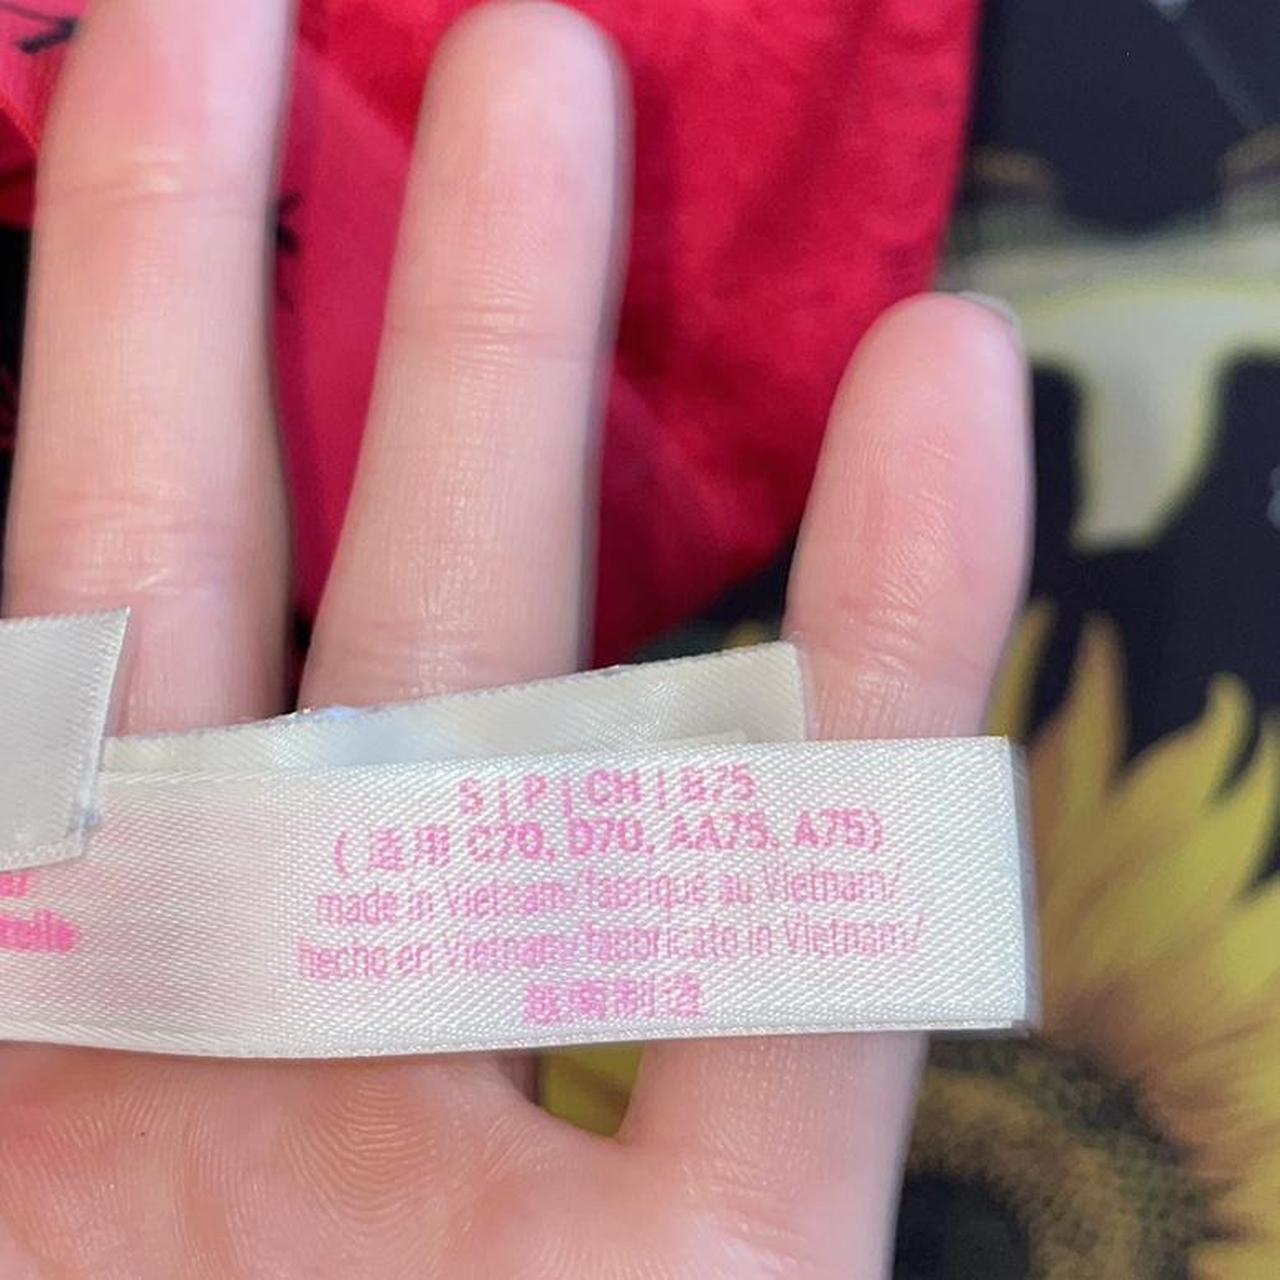 S | P | CH | B75
( 适用 C70, D70, AA75, A75)
made in Vietnam/fabriqué au Vietnam/
hecho en Vietnam/fabbricato in Vietnam/
越南制造